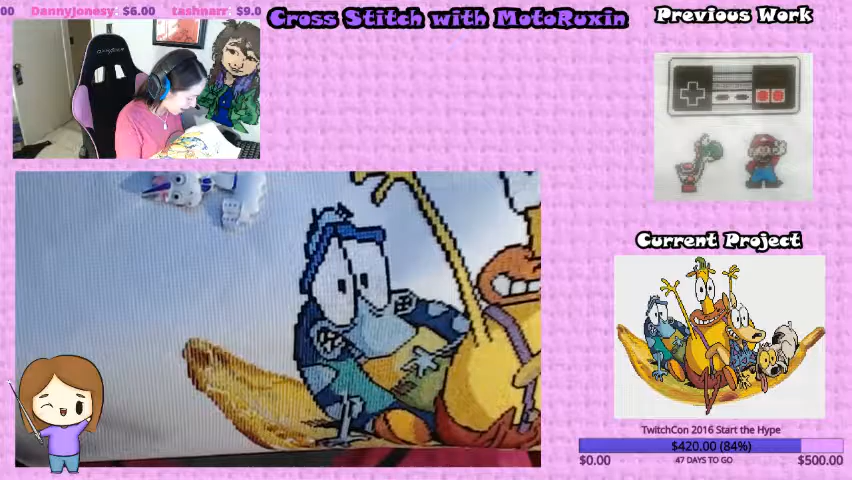 00 DannyJonesy: $6.00 tashnarr: $9.0
Cross Stitch with MotoRuxin
Previous Work
Current Project
TwitchCon 2016 Start the Hype
$420.00 (84%)
$0.00 47 DAYS TO GO $500.00